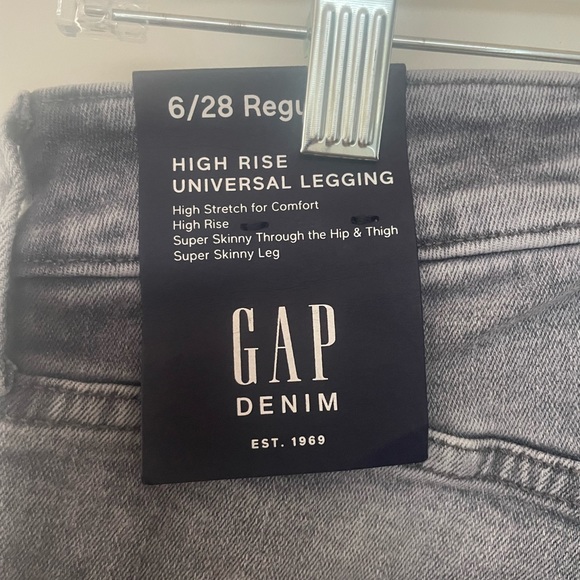 6/28 Regu
HIGH RISE
UNIVERSAL LEGGING
High Stretch for Comfort
High Rise
Super Skinny Through the Hip & Thigh
Super Skinny Leg
GAP
DENIM
EST. 1969